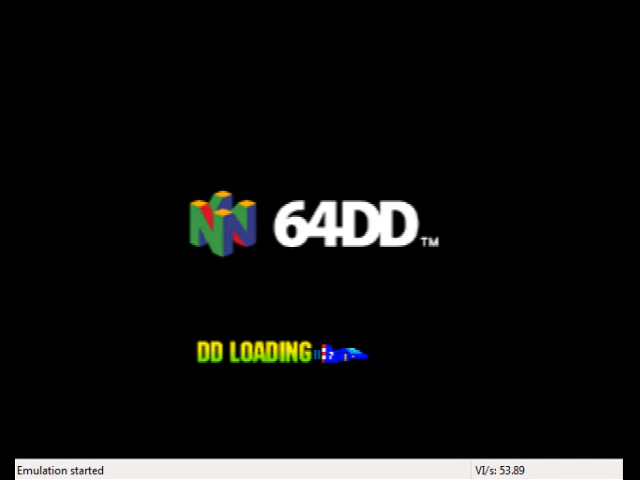 64DD™
DD LOADING
Emulation started
VI/s: 53.89